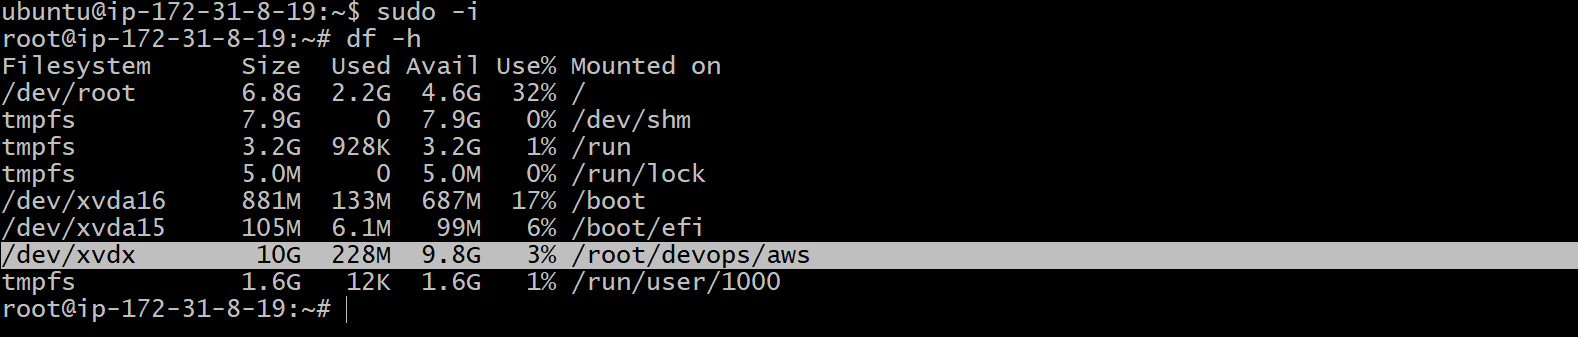 ubuntu@ip-172-31-8-19:~$ sudo -i
root@ip-172-31-8-19:~# df -h
Filesystem      Size  Used Avail Use% Mounted on
/dev/root       6.8G  2.2G  4.6G  32% /
tmpfs           7.9G     0  7.9G   0% /dev/shm
tmpfs           3.2G  928K  3.2G   1% /run
tmpfs           5.0M     0  5.0M   0% /run/lock
/dev/xvda16     881M  133M  687M  17% /boot
/dev/xvda15     105M  6.1M   99M   6% /boot/efi
/dev/xvdx        10G  228M  9.8G   3% /root/devops/aws
tmpfs           1.6G   12K  1.6G   1% /run/user/1000
root@ip-172-31-8-19:~#